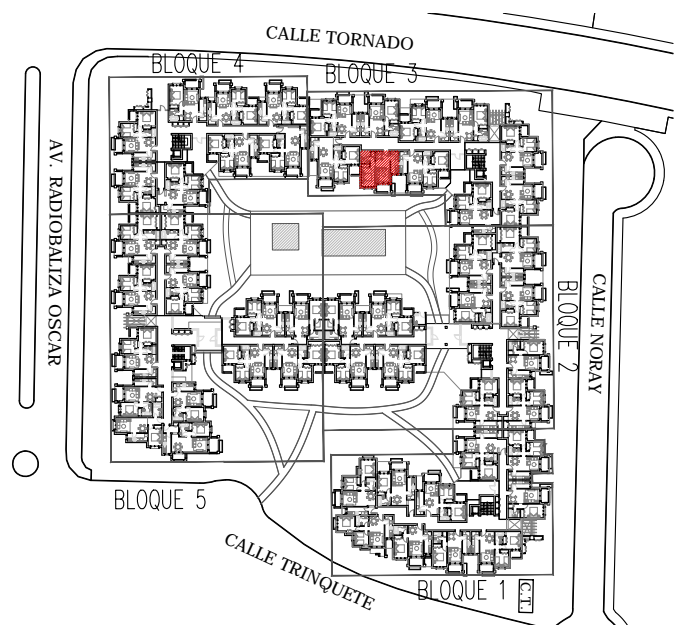 CALLE TORNADO
BLOQUE 4
BLOQUE 3
AV. RADIOBALIZA OSCAR
CALLE NORAY
BLOQUE 2
BLOQUE 5
CALLE TRINQUETE
BLOQUE 1
C.T.